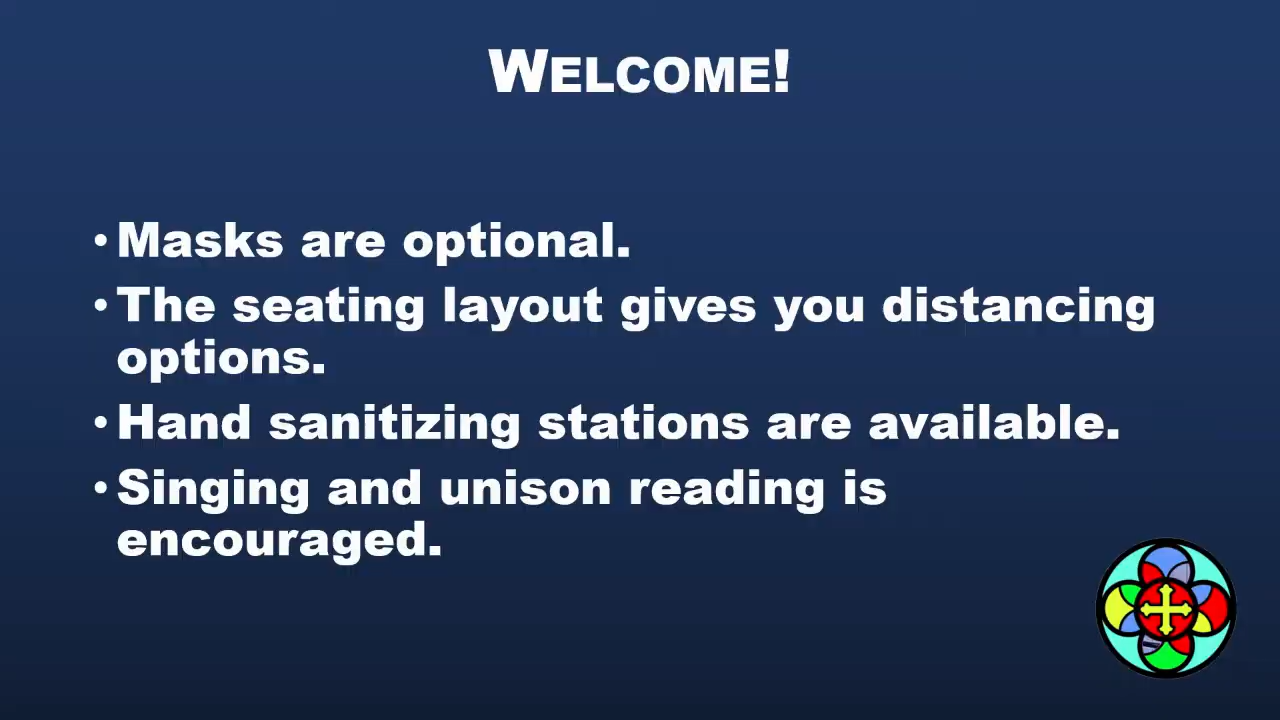 WELCOME!
• Masks are optional.
• The seating layout gives you distancing
options.
• Hand sanitizing stations are available.
• Singing and unison reading is
encouraged.